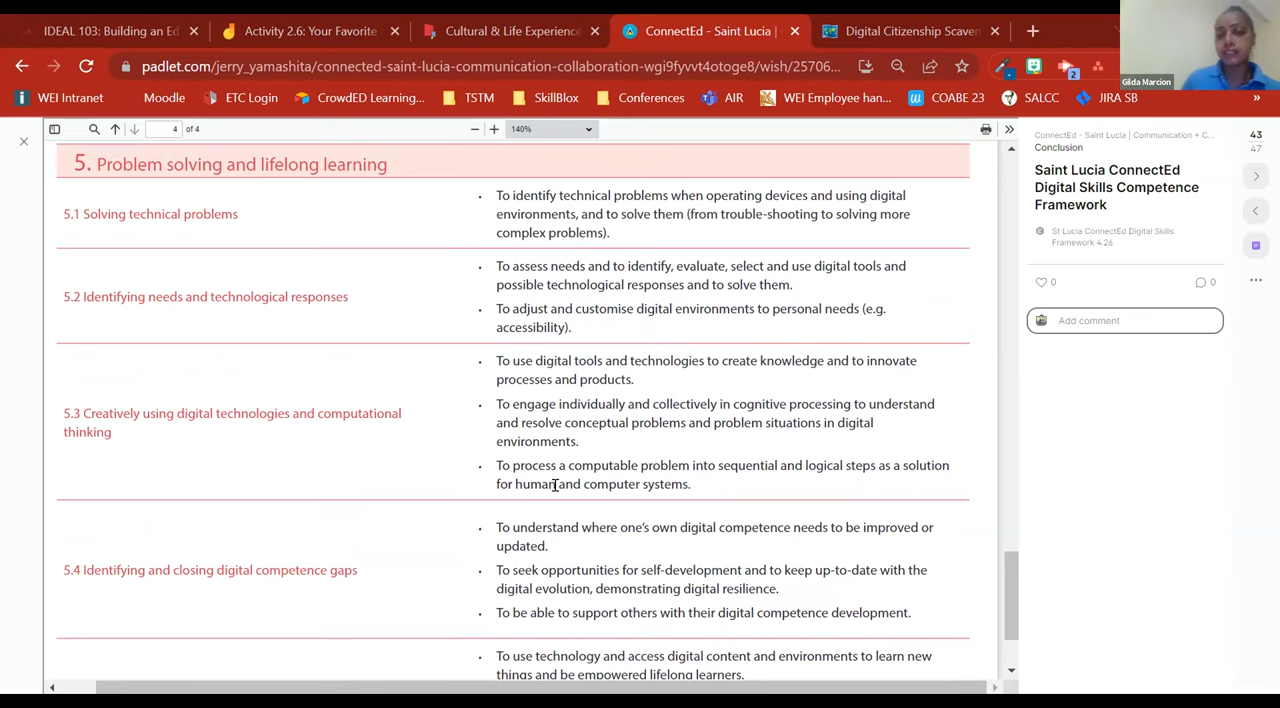 IDEAL 103: Building an Ed
Activity 2.6: Your Favorite
Cultural & Life Experience
ConnectEd - Saint Lucia |
Digital Citizenship Scaven
padlet.com/jerry_yamashita/connected-saint-lucia-communication-collaboration-wgi9fyvvt4otoge8/wish/25706...
2
Gilda Marcion
WEI Intranet
Moodle
ETC Login
CrowdED Learning...
TSTM
SkillBlox
Conferences
AIR
WEI Employee han...
COABE 23
SALCC
JIRA SB
»
4 of 4
140%
5. Problem solving and lifelong learning
5.1 Solving technical problems
• To identify technical problems when operating devices and using digital
environments, and to solve them (from trouble-shooting to solving more
complex problems).
5.2 Identifying needs and technological responses
• To assess needs and to identify, evaluate, select and use digital tools and
possible technological responses and to solve them.
• To adjust and customise digital environments to personal needs (e.g.
accessibility).
5.3 Creatively using digital technologies and computational
thinking
• To use digital tools and technologies to create knowledge and to innovate
processes and products.
• To engage individually and collectively in cognitive processing to understand
and resolve conceptual problems and problem situations in digital
environments.
• To process a computable problem into sequential and logical steps as a solution
for human and computer systems.
5.4 Identifying and closing digital competence gaps
• To understand where one's own digital competence needs to be improved or
updated.
• To seek opportunities for self-development and to keep up-to-date with the
digital evolution, demonstrating digital resilience.
• To be able to support others with their digital competence development.
• To use technology and access digital content and environments to learn new
things and be empowered lifelong learners.
ConnectEd - Saint Lucia | Communication + C...
Conclusion
43
47
Saint Lucia ConnectEd
Digital Skills Competence
Framework
St Lucia ConnectEd Digital Skills
Framework 4.26
0
0
Add comment